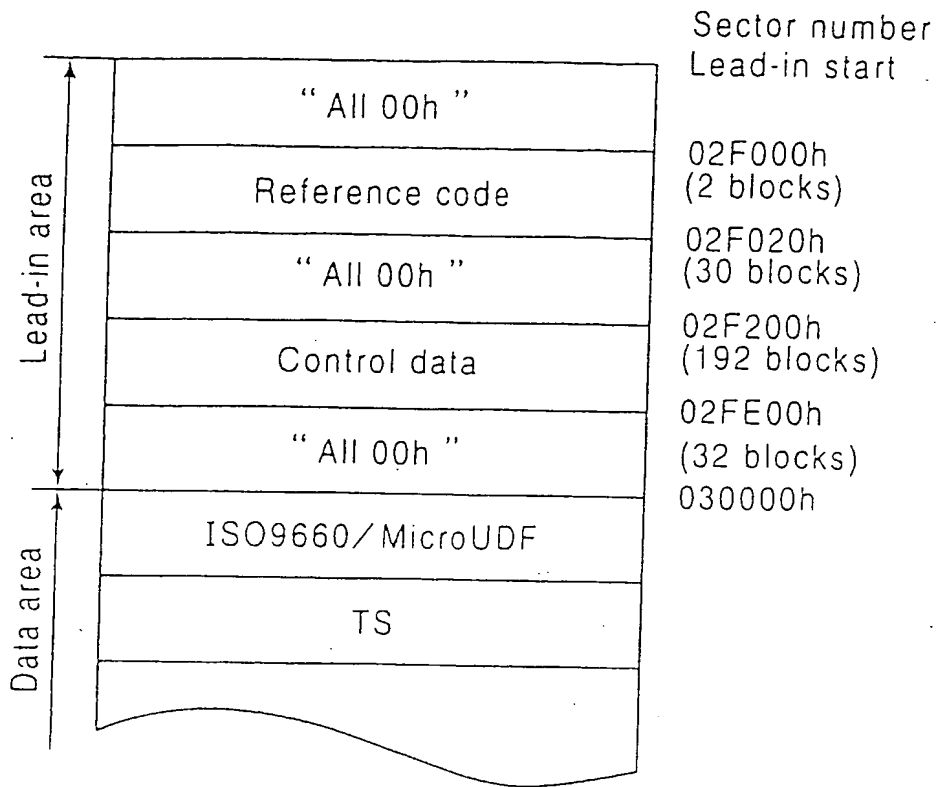 Sector number
Lead-in start
“ All 00h ”
02F000h
(2 blocks)
Reference code
02F020h
(30 blocks)
“ All 00h ”
02F200h
(192 blocks)
Control data
02FE00h
(32 blocks)
“ All 00h ”
030000h
Lead-in area
ISO9660/MicroUDF
TS
Data area